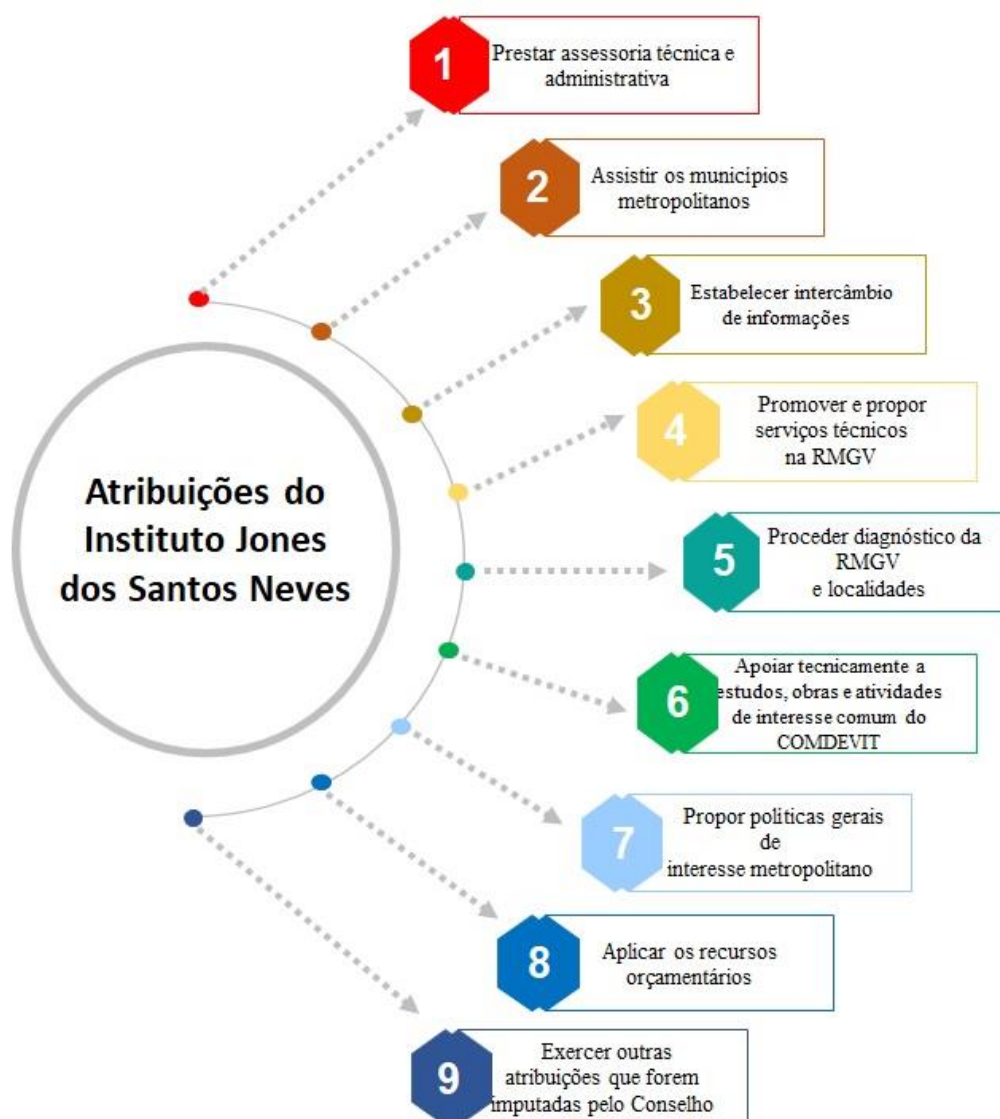 Atribuições do
Instituto Jones
dos Santos Neves
1
Prestar assessoria técnica e
administrativa
2
Assistir os municípios
metropolitanos
3
Estabelecer intercâmbio
de informações
4
Promover e propor
serviços técnicos
na RMGV
5
Proceder diagnóstico da
RMGV
e localidades
6
Apoiar tecnicamente a
estudos, obras e atividades
de interesse comum do
COMDEVIT
7
Propor políticas gerais
de
interesse metropolitano
8
Aplicar os recursos
orçamentários
9
Exercer outras
atribuições que forem
imputadas pelo Conselho